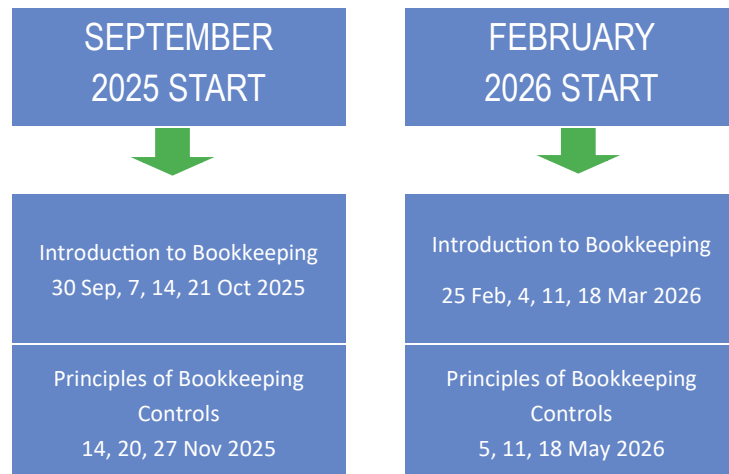 SEPTEMBER
2025 START
Introduction to Bookkeeping
30 Sep, 7, 14, 21 Oct 2025
Principles of Bookkeeping
Controls
14, 20, 27 Nov 2025
FEBRUARY
2026 START
Introduction to Bookkeeping
25 Feb, 4, 11, 18 Mar 2026
Principles of Bookkeeping
Controls
5, 11, 18 May 2026